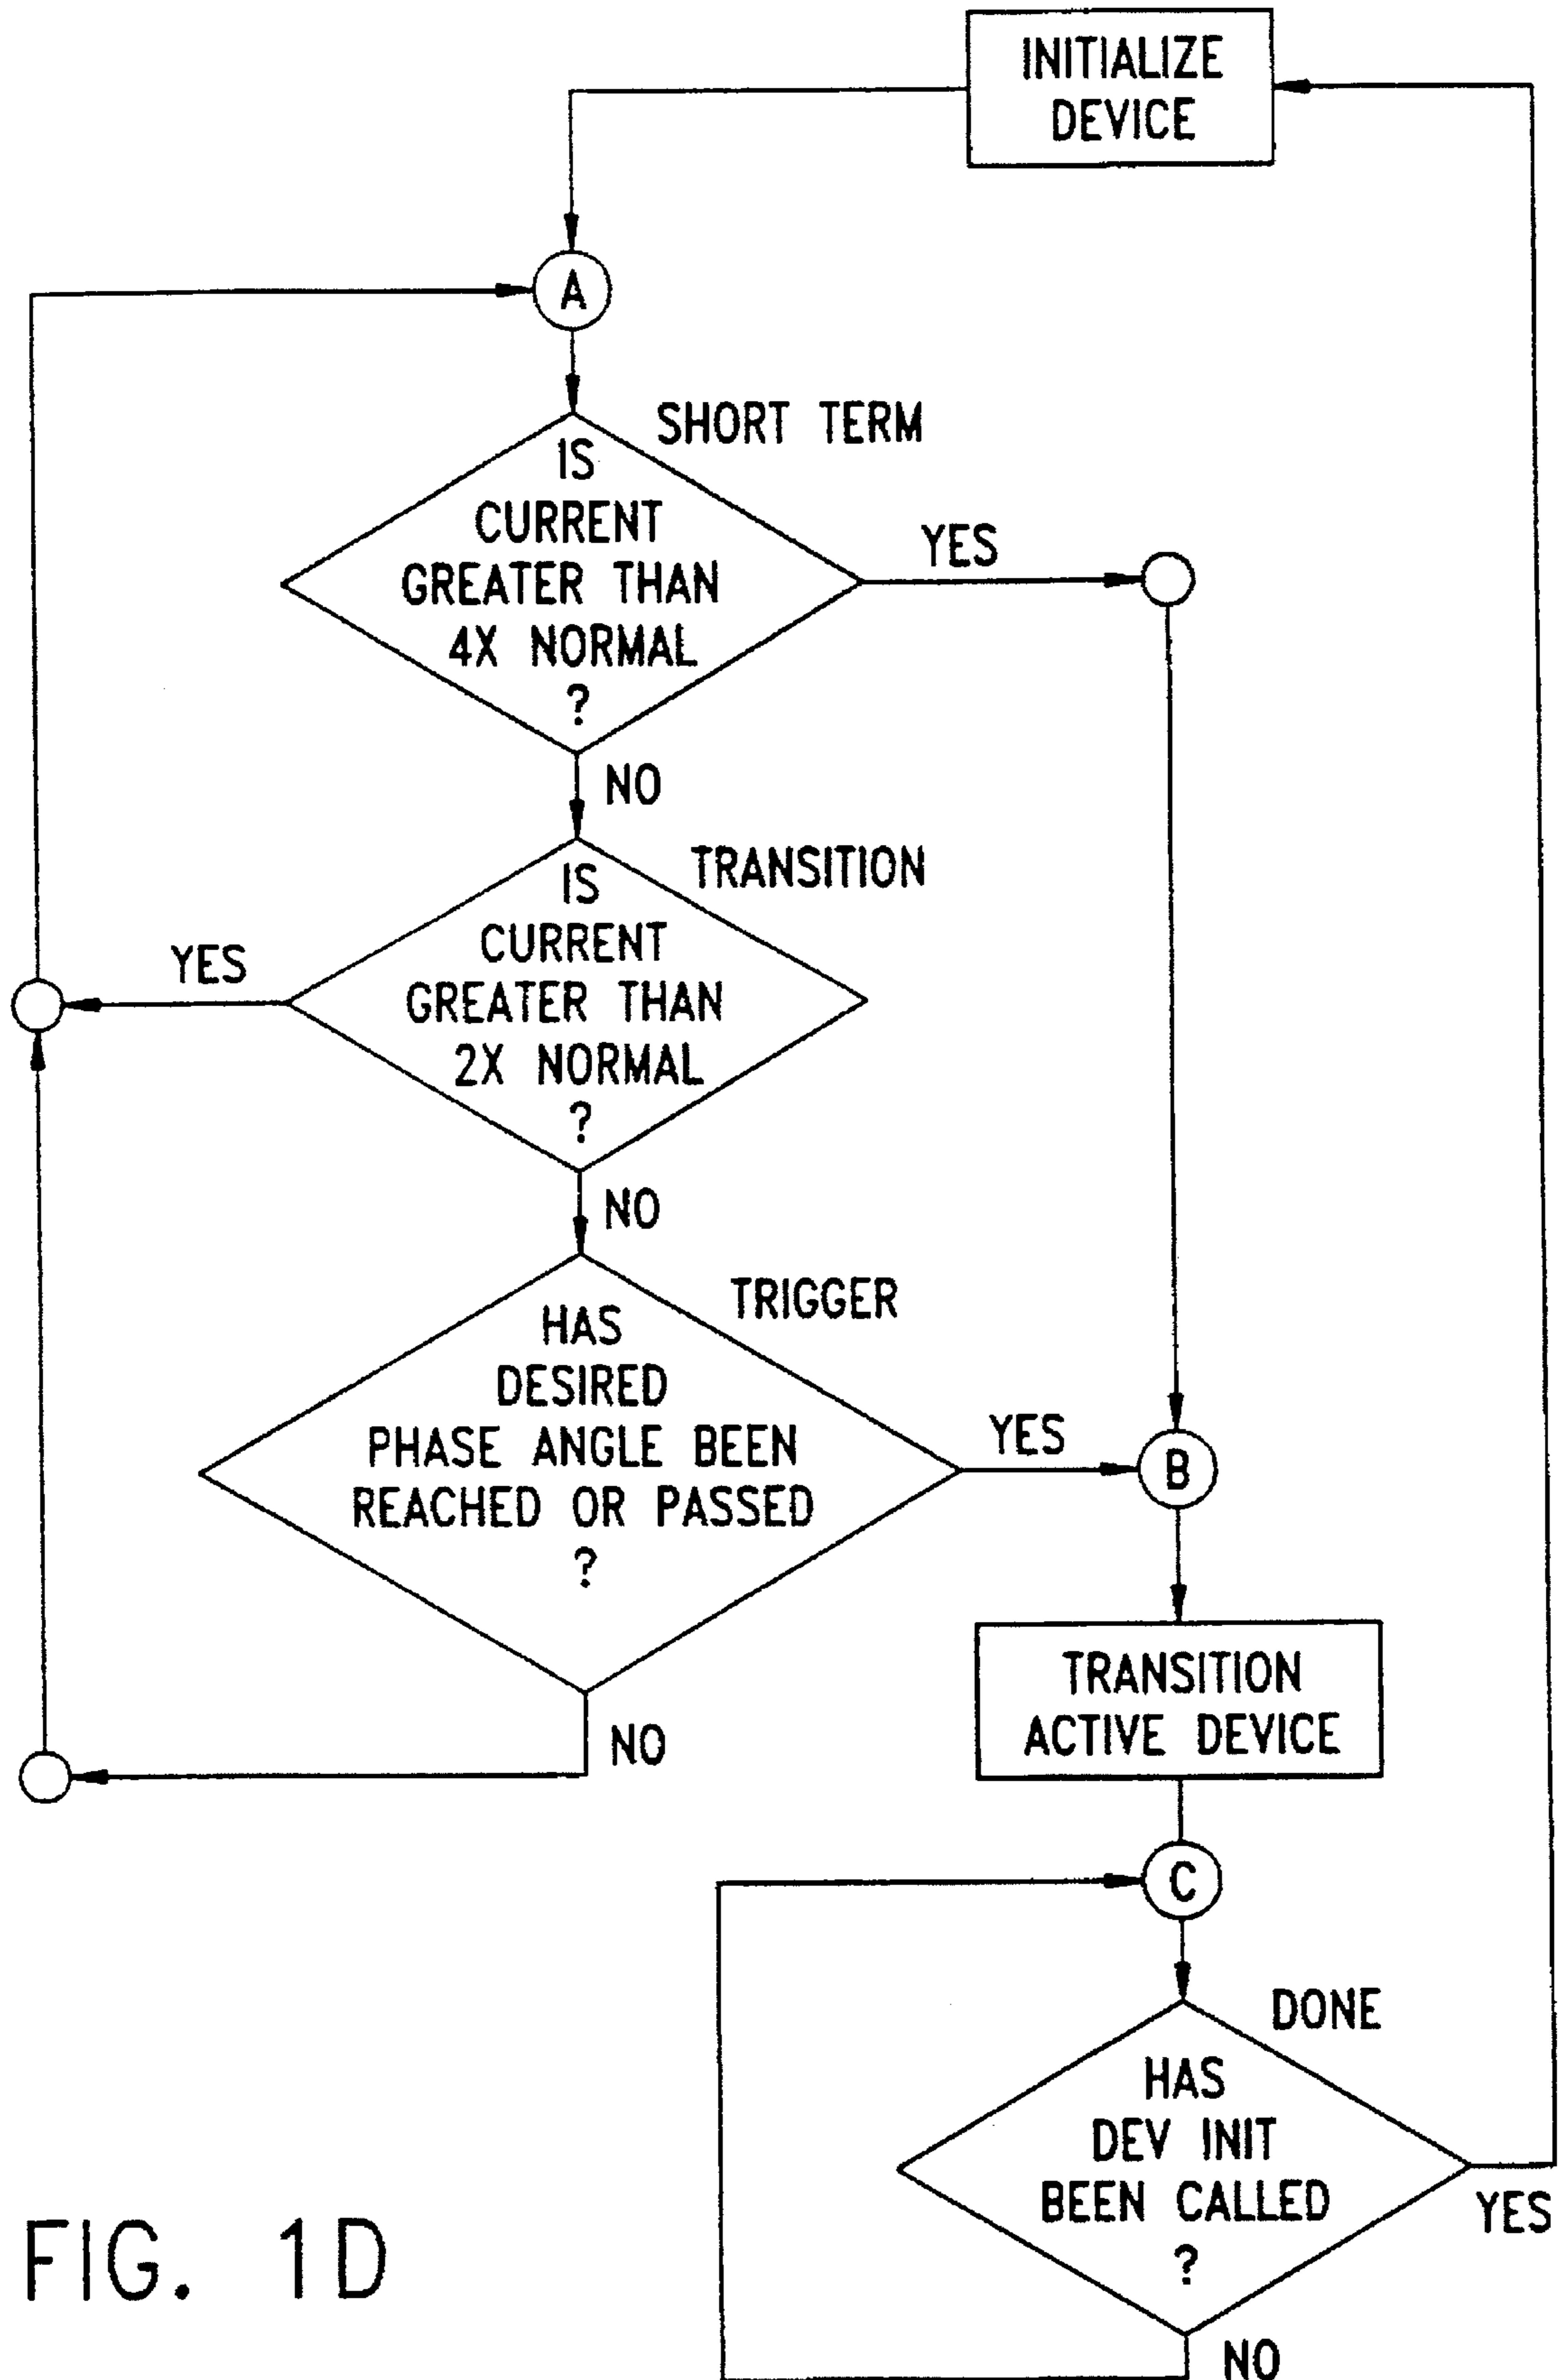 INITIALIZE
DEVICE
A
SHORT TERM
IS
CURRENT
GREATER THAN
4X NORMAL
?
YES
NO
TRANSITION
IS
CURRENT
GREATER THAN
2X NORMAL
?
YES
NO
TRIGGER
HAS
DESIRED
PHASE ANGLE BEEN
REACHED OR PASSED
?
YES
B
NO
TRANSITION
ACTIVE DEVICE
C
DONE
HAS
DEV INIT
BEEN CALLED
?
YES
NO
FIG. 1D